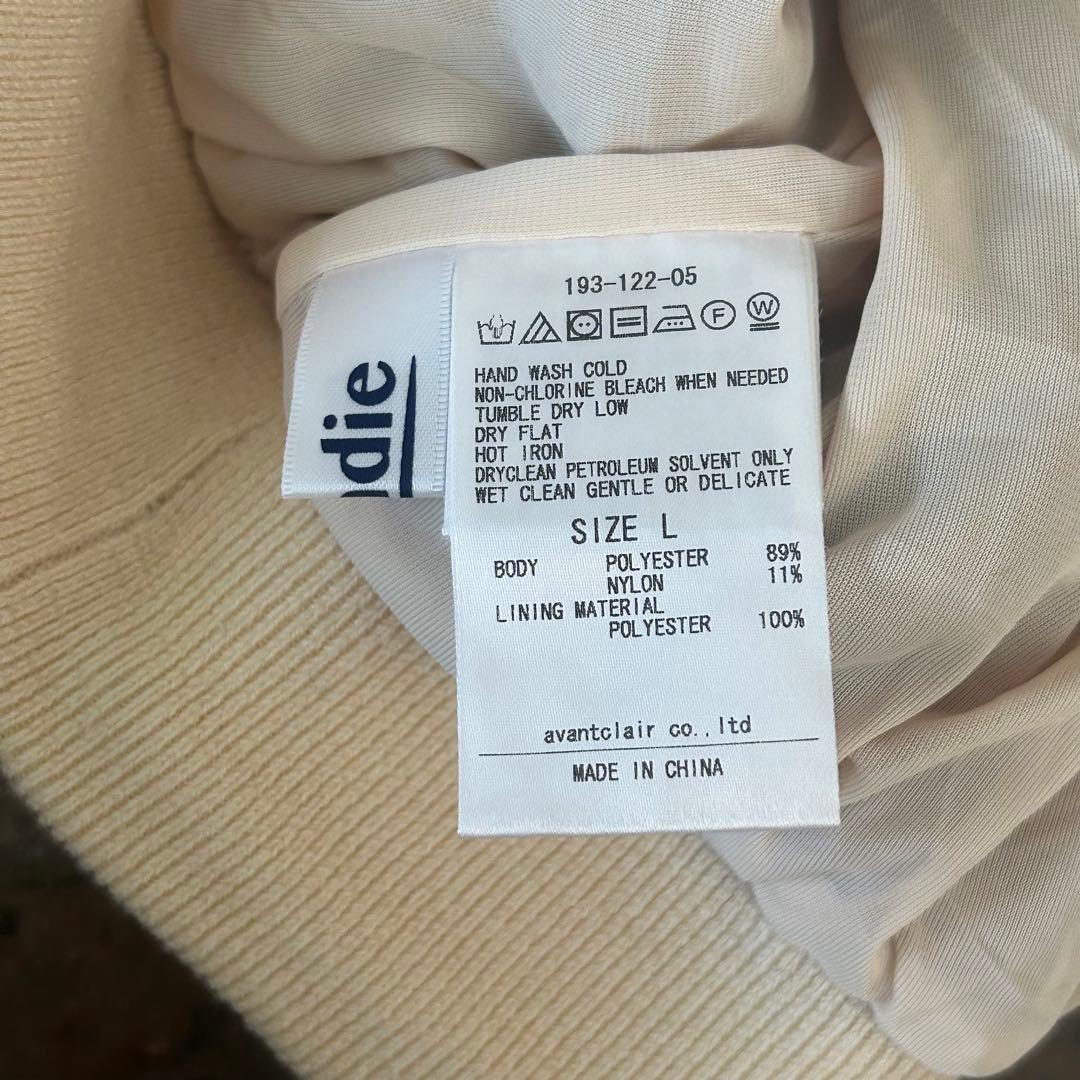 193-122-05
F W
HAND WASH COLD
NON-CHLORINE BLEACH WHEN NEEDED
TUMBLE DRY LOW
DRY FLAT
HOT IRON
DRYCLEAN PETROLEUM SOLVENT ONLY
WET CLEAN GENTLE OR DELICATE
SIZE L
BODY POLYESTER 89%
NYLON 11%
LINING MATERIAL
POLYESTER 100%
avantclair co.,ltd
MADE IN CHINA